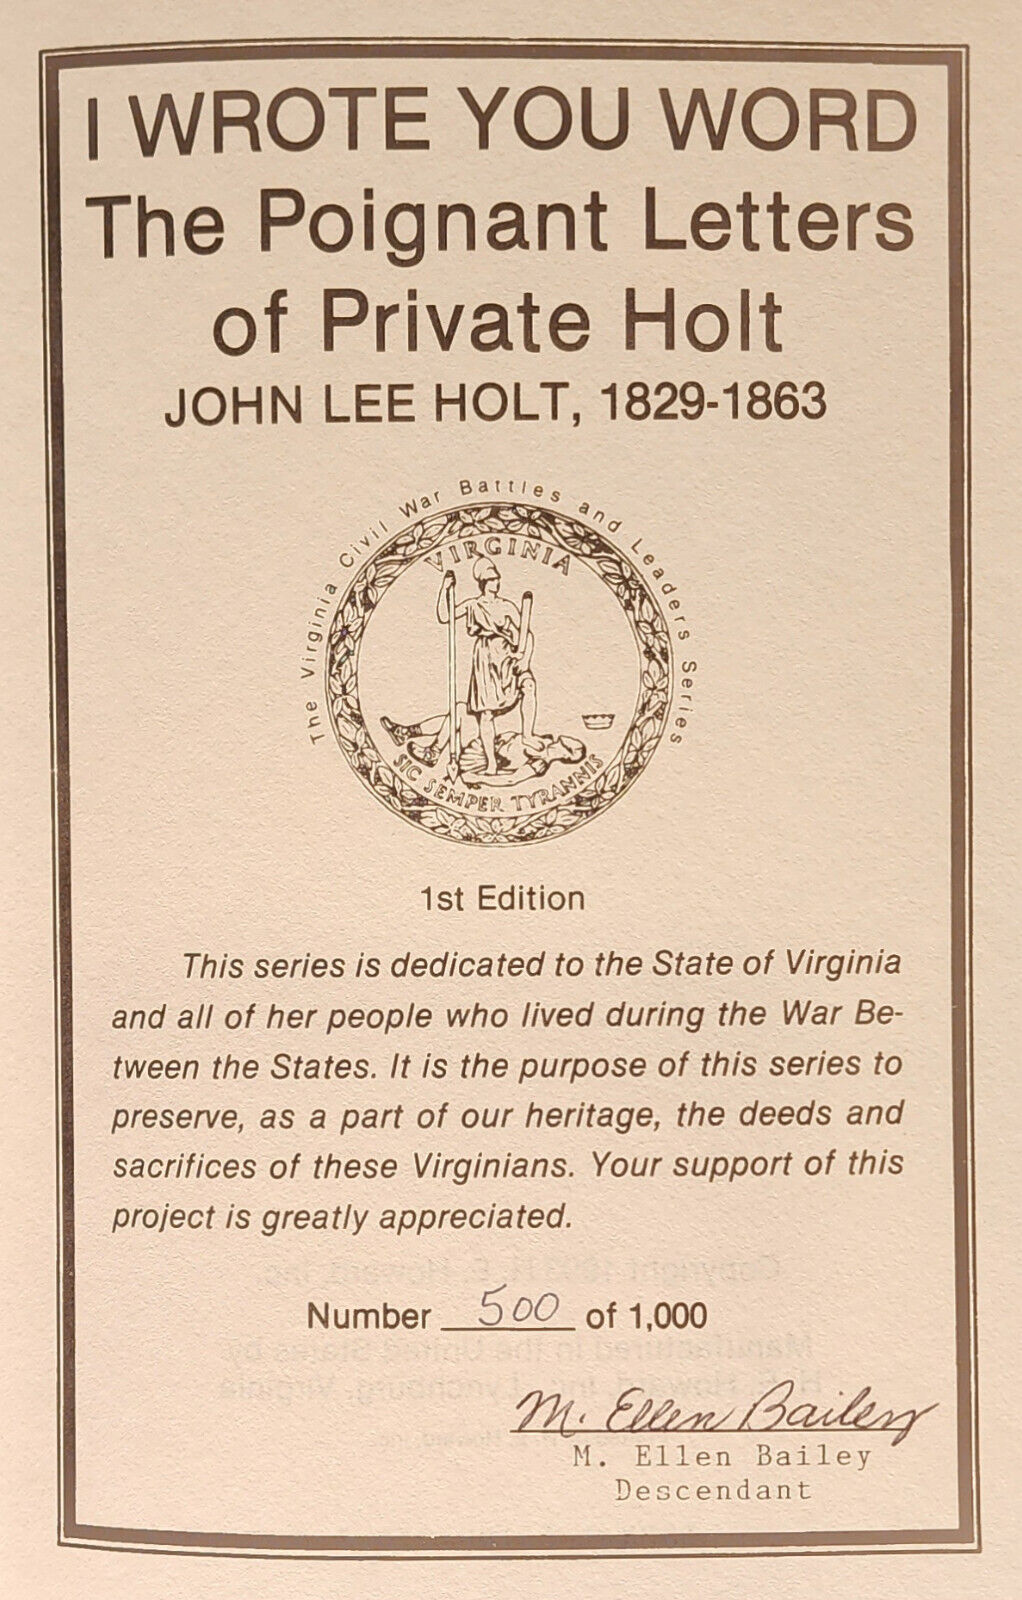 I WROTE YOU WORD
The Poignant Letters
of Private Holt
JOHN LEE HOLT, 1829-1863
The Virginia Civil War Battles and Leaders Series
VIRGINIA
SIC SEMPER TYRANNIS
1st Edition
This series is dedicated to the State of Virginia
and all of her people who lived during the War Be-
tween the States. It is the purpose of this series to
preserve, as a part of our heritage, the deeds and
sacrifices of these Virginians. Your support of this
project is greatly appreciated.
Number 500 of 1,000
M. Ellen Bailey
M. Ellen Bailey
Descendant